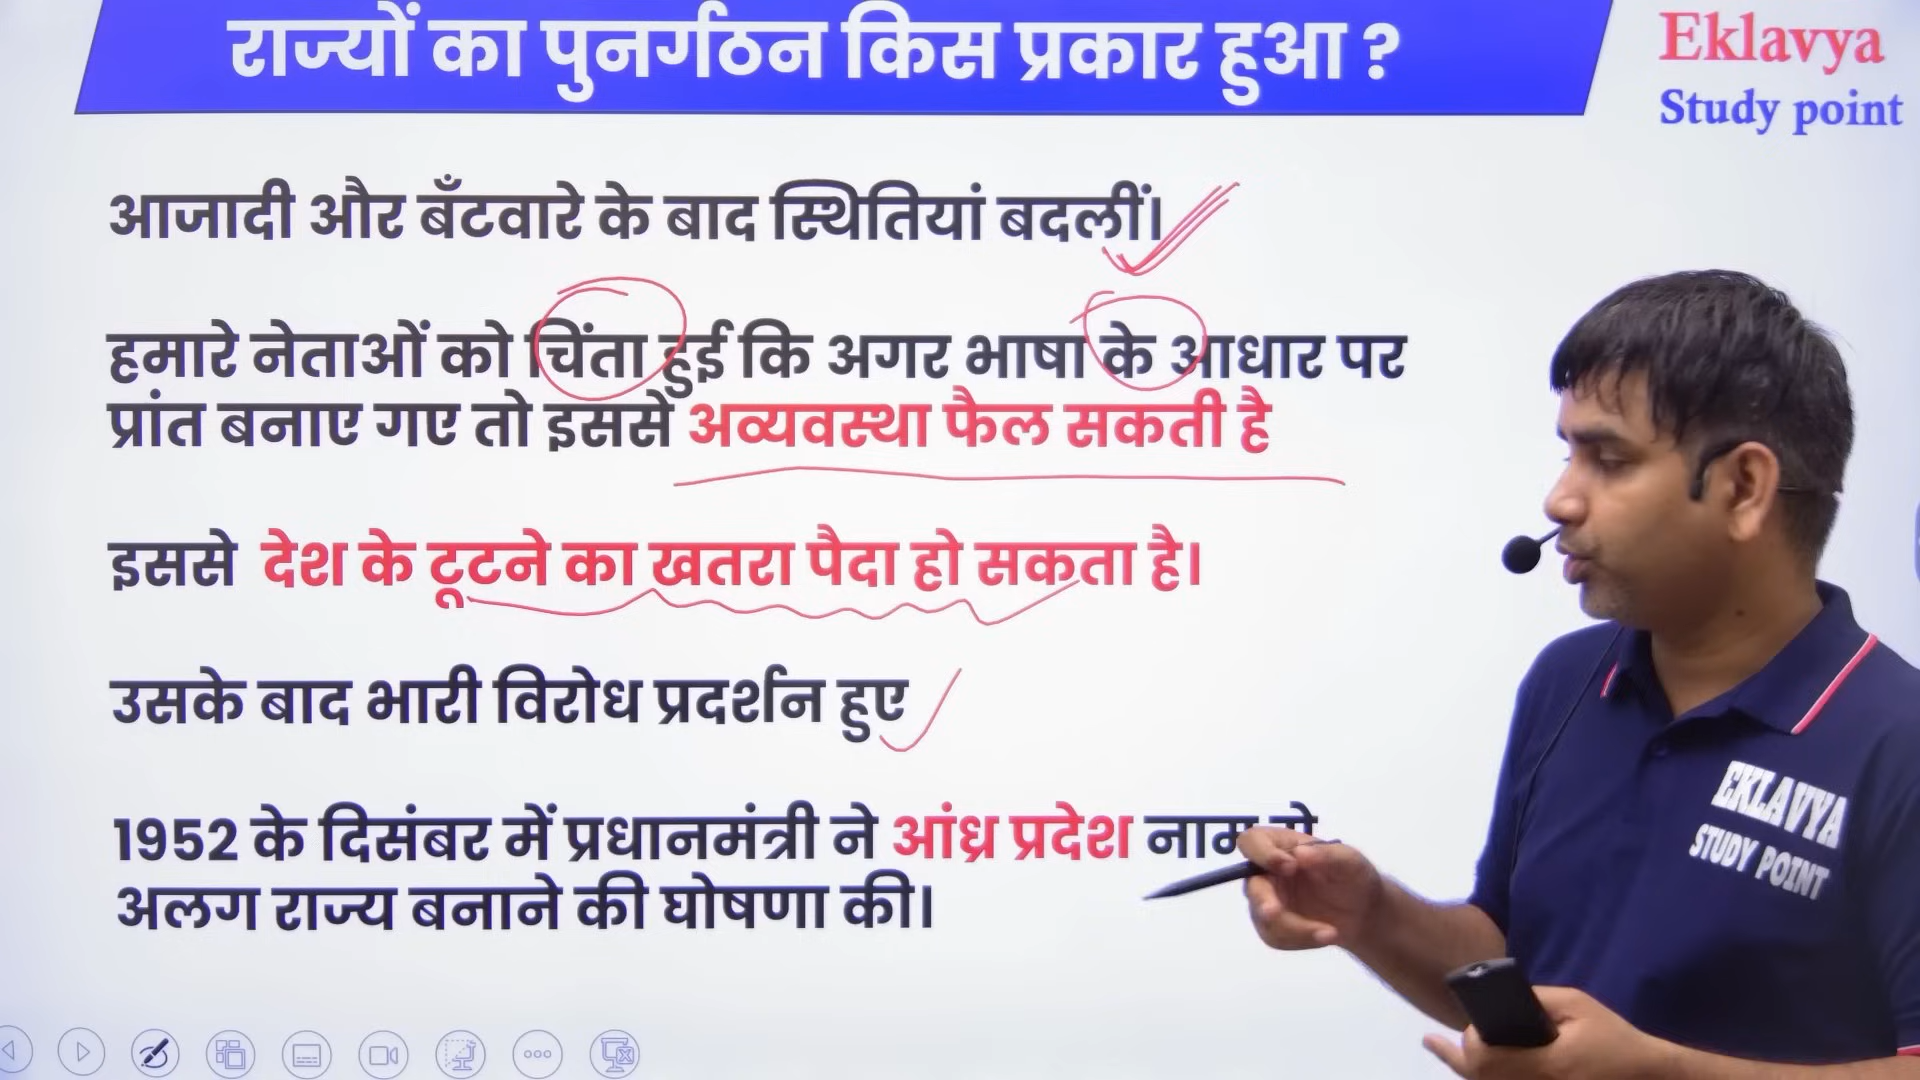 राज्यों का पुनर्गठन किस प्रकार हुआ ?
Eklavya
Study point
आजादी और बँटवारे के बाद स्थितियां बदलीं।
हमारे नेताओं को चिंता हुई कि अगर भाषा के आधार पर
प्रांत बनाए गए तो इससे अव्यवस्था फैल सकती है
इससे देश के टूटने का खतरा पैदा हो सकता है।
उसके बाद भारी विरोध प्रदर्शन हुए
1952 के दिसंबर में प्रधानमंत्री ने आंध्र प्रदेश नाम
अलग राज्य बनाने की घोषणा की।
EKLAVYA
STUDY POINT